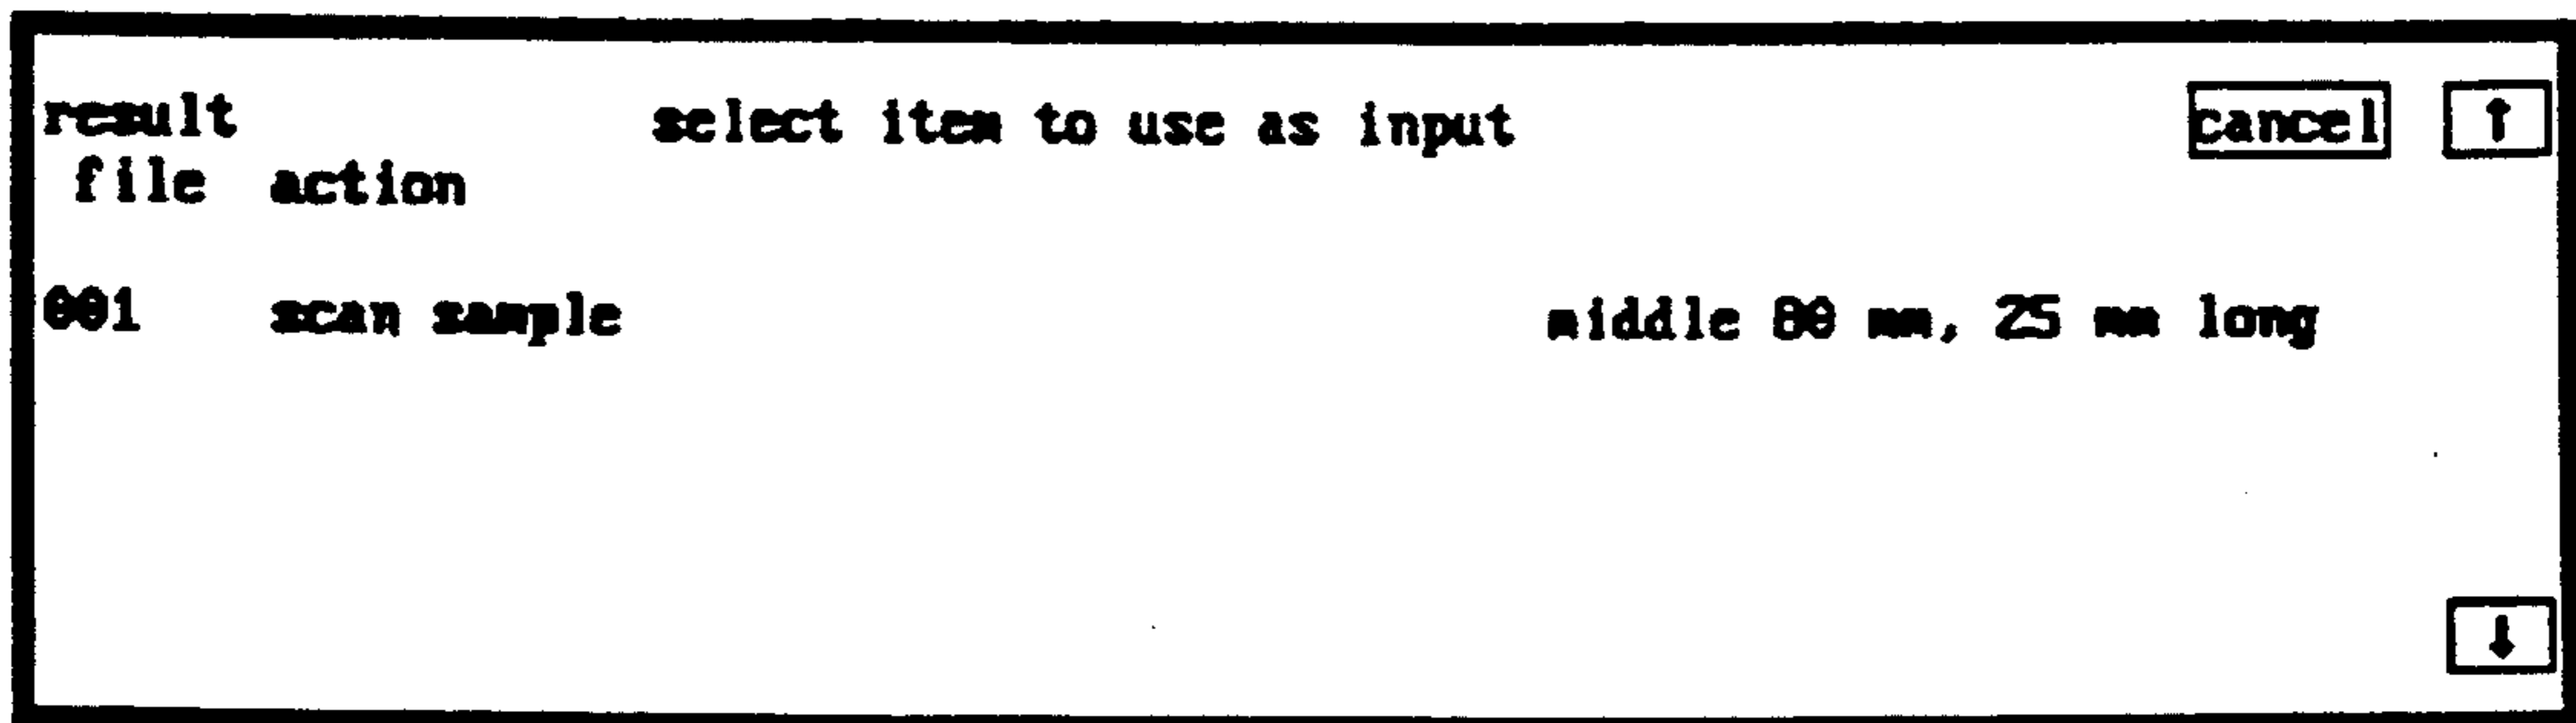 result select item to use as input cancel ↑
file action
001 scan sample middle 80 mm, 25 mm long
↓